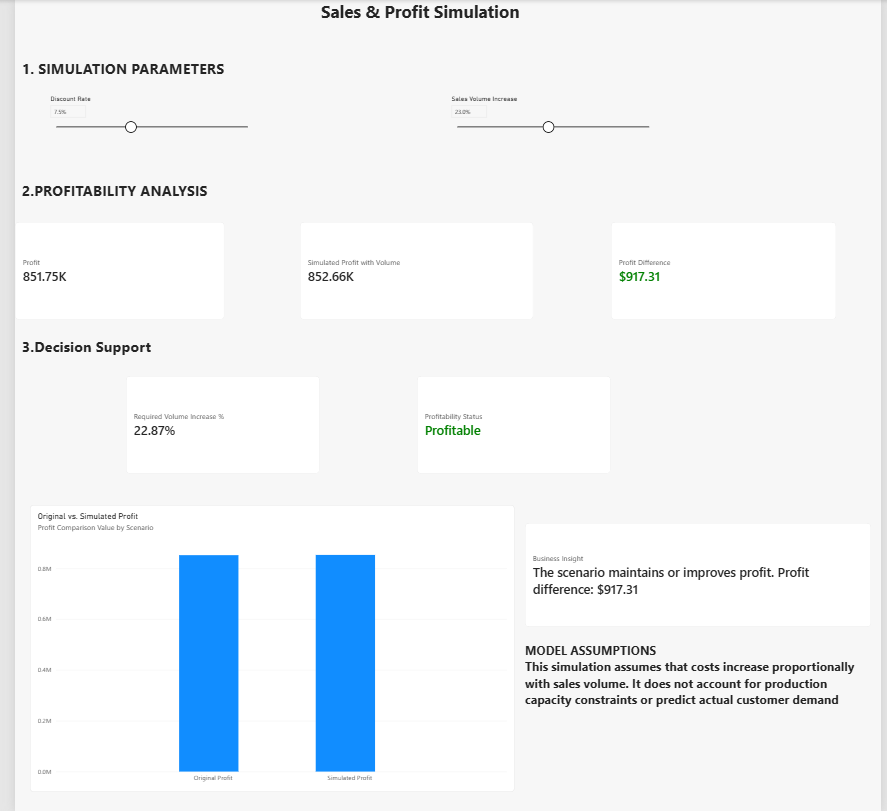 Sales & Profit Simulation
1. SIMULATION PARAMETERS
Discount Rate
7.5%
Sales Volume Increase
23.0%
2.PROFITABILITY ANALYSIS
Profit
851.75K
Simulated Profit with Volume
852.66K
Profit Difference
$917.31
3.Decision Support
Required Volume Increase %
22.87%
Profitability Status
Profitable
Original vs. Simulated Profit
Profit Comparison Value by Scenario
0.8M
0.6M
0.4M
0.2M
0.0M
Original Profit
Simulated Profit
Business Insight
The scenario maintains or improves profit. Profit
difference: $917.31
MODEL ASSUMPTIONS
This simulation assumes that costs increase proportionally
with sales volume. It does not account for production
capacity constraints or predict actual customer demand